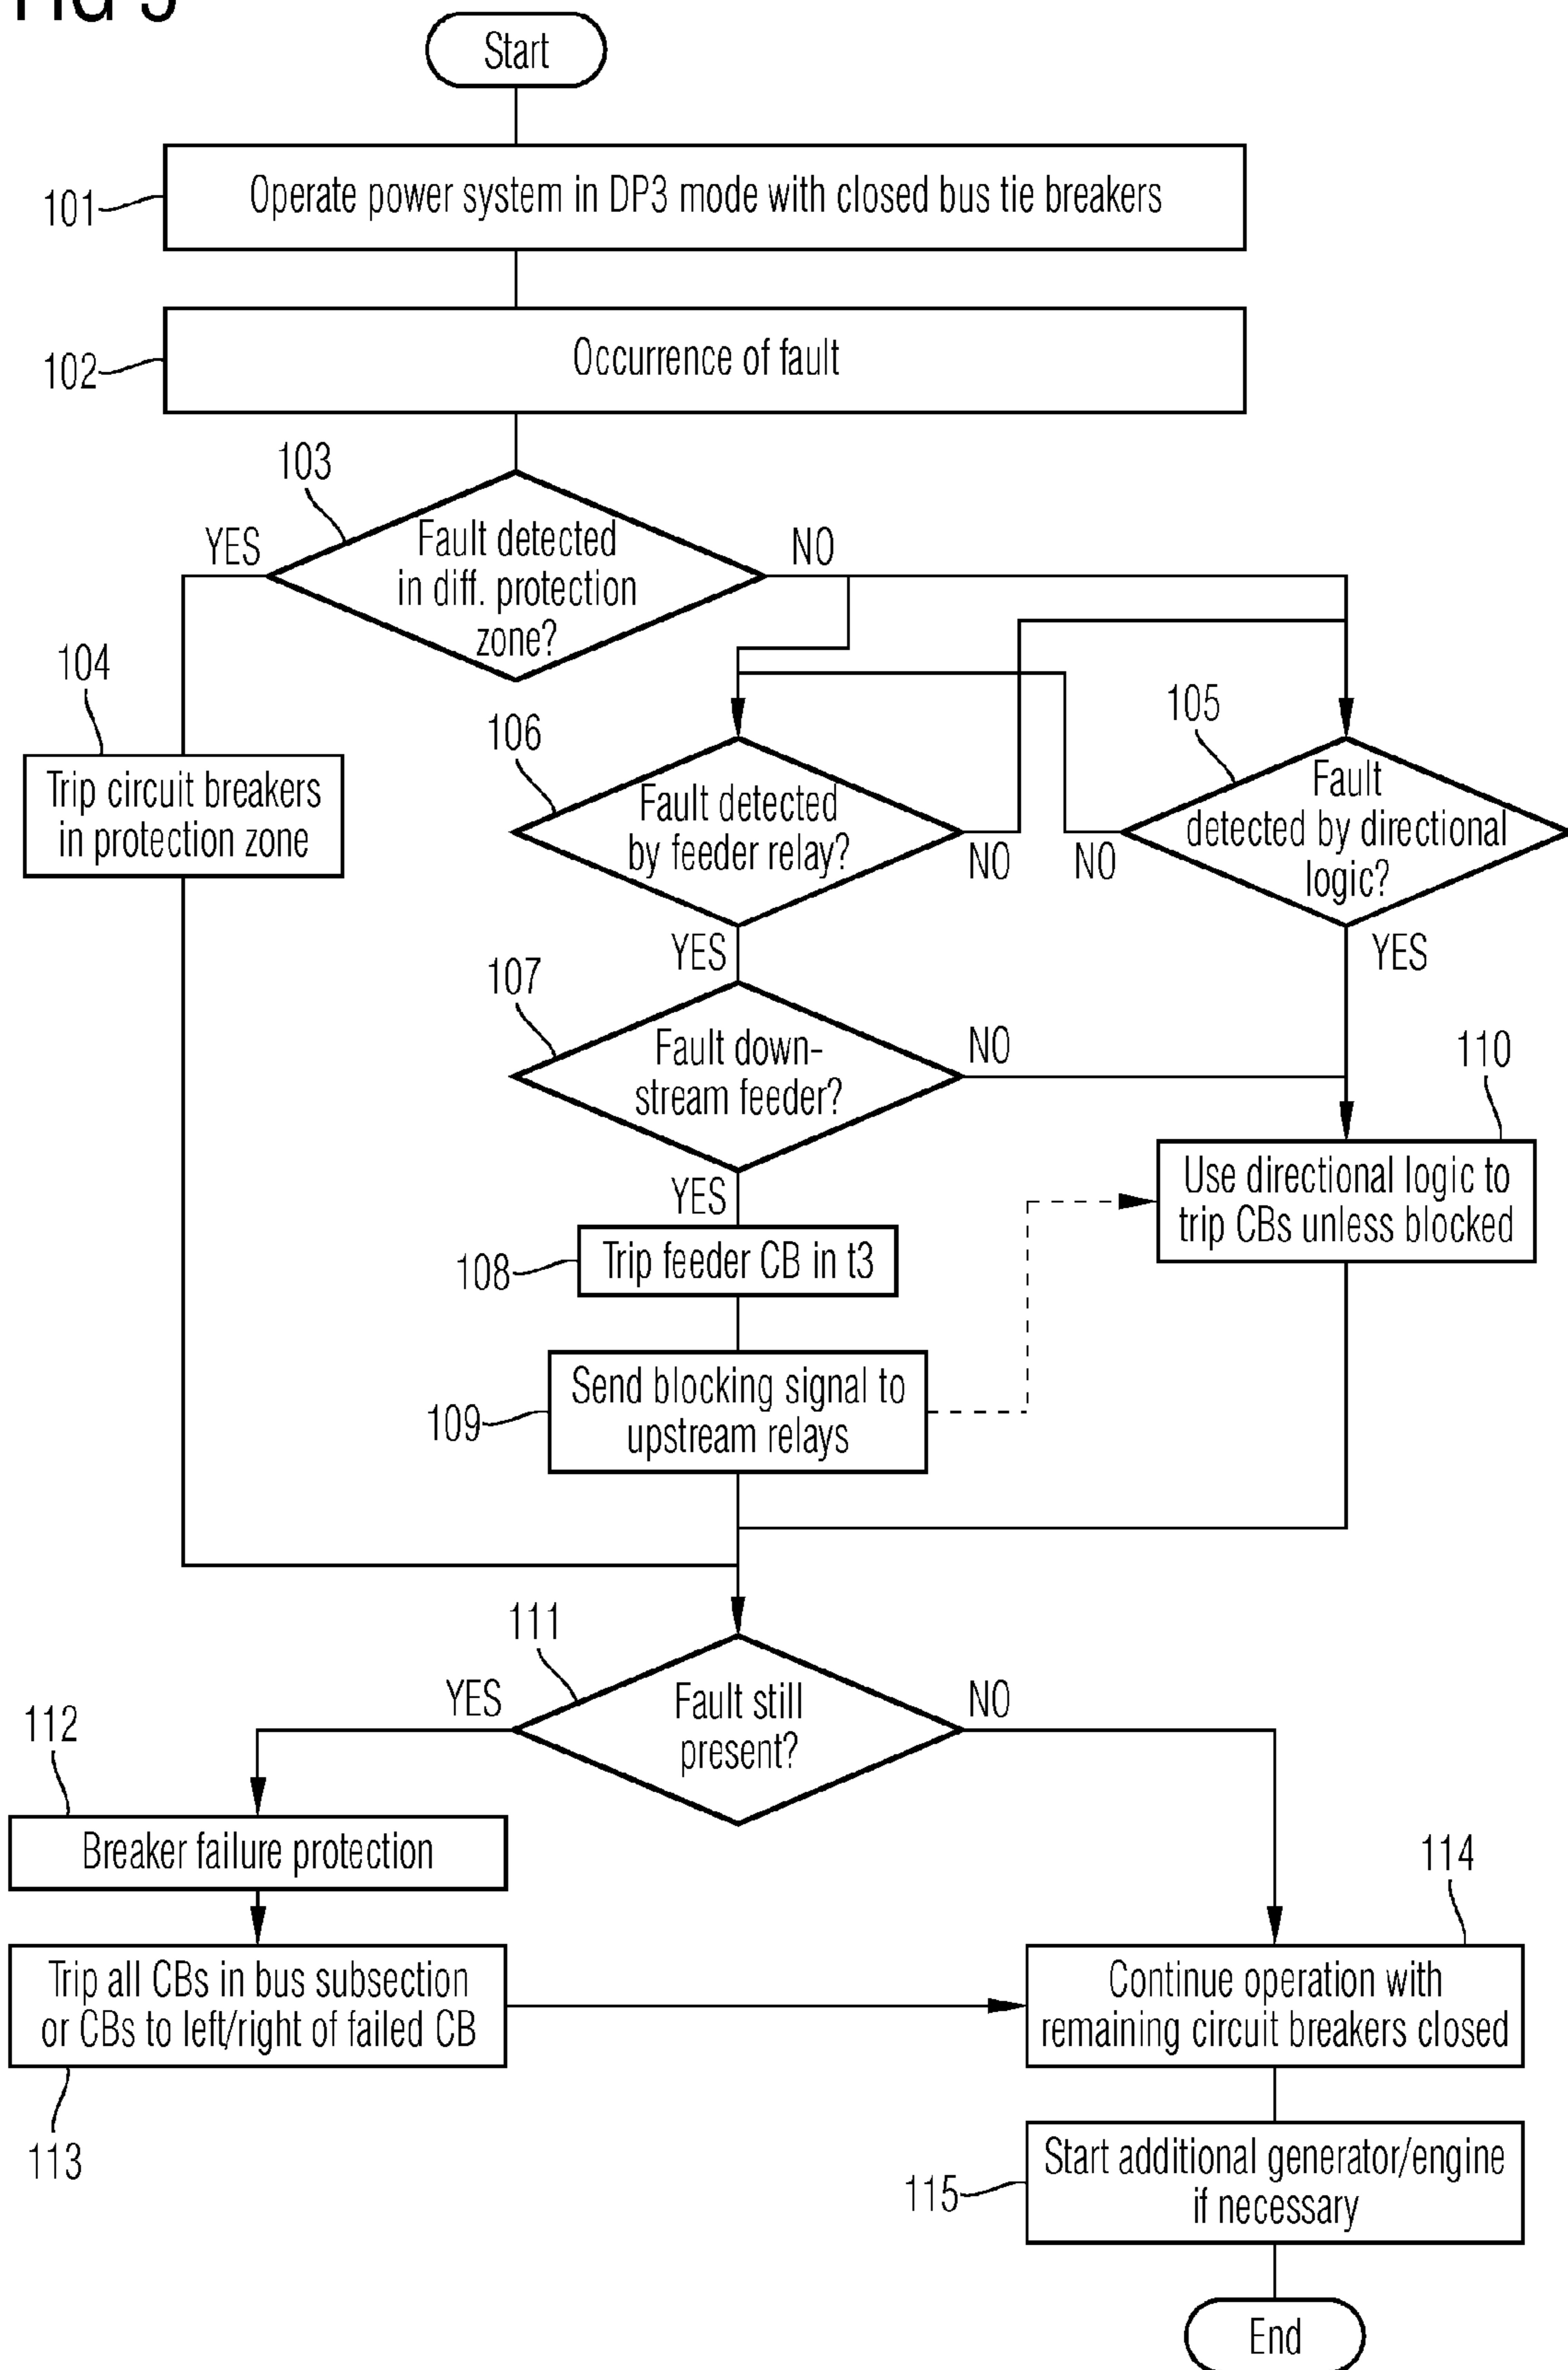 Start
101
Operate power system in DP3 mode with closed bus tie breakers
102
Occurrence of fault
103
YES
Fault detected
in diff. protection
zone?
NO
104
Trip circuit breakers
in protection zone
106
Fault detected
by feeder relay?
NO
105
Fault
detected by directional
logic?
NO
YES
YES
107
Fault down-
stream feeder?
NO
110
Use directional logic to
trip CBs unless blocked
YES
108
Trip feeder CB in t3
109
Send blocking signal to
upstream relays
111
YES
Fault still
present?
NO
112
Breaker failure protection
114
Trip all CBs in bus subsection
or CBs to left/right of failed CB
113
Continue operation with
remaining circuit breakers closed
115
Start additional generator/engine
if necessary
End